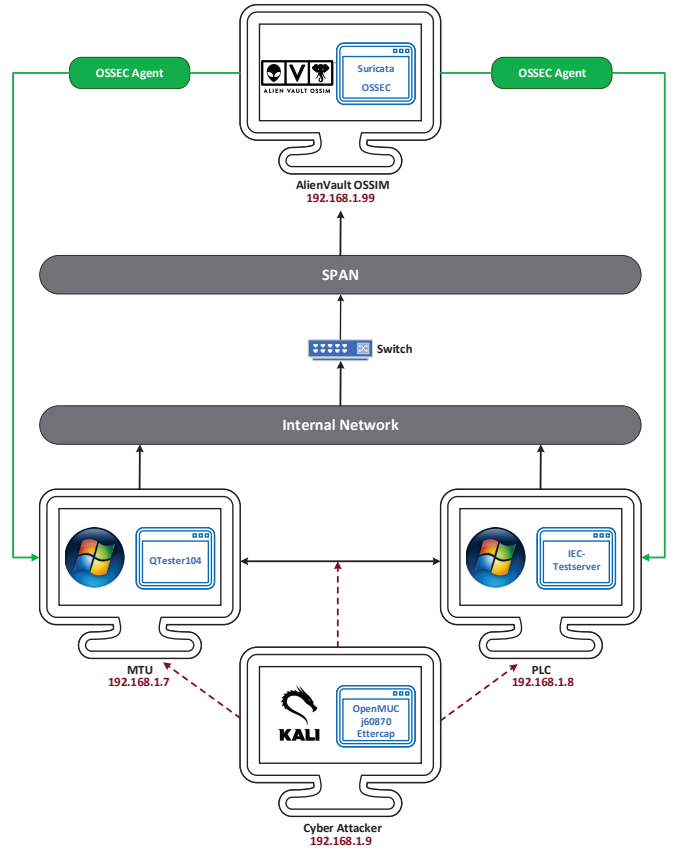 OSSEC Agent
OSSEC Agent
Suricata
OSSEC
ALIEN VAULT OSSIM
AlienVault OSSIM
192.168.1.99
SPAN
Switch
Internal Network
QTester104
IEC-
Testserver
MTU
192.168.1.7
PLC
192.168.1.8
OpenMUC
j60870
Ettercap
KALI
Cyber Attacker
192.168.1.9